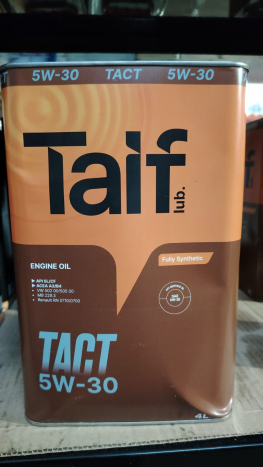 5W-30 TACT 5W-30
Taif
lub.
ENGINE OIL
Fully Synthetic
API SL/CF
ACEA A3/B4
VW 502 00/505 00
MB 229.3
Renault RN 0710/0700
TACT
5W-30
4L